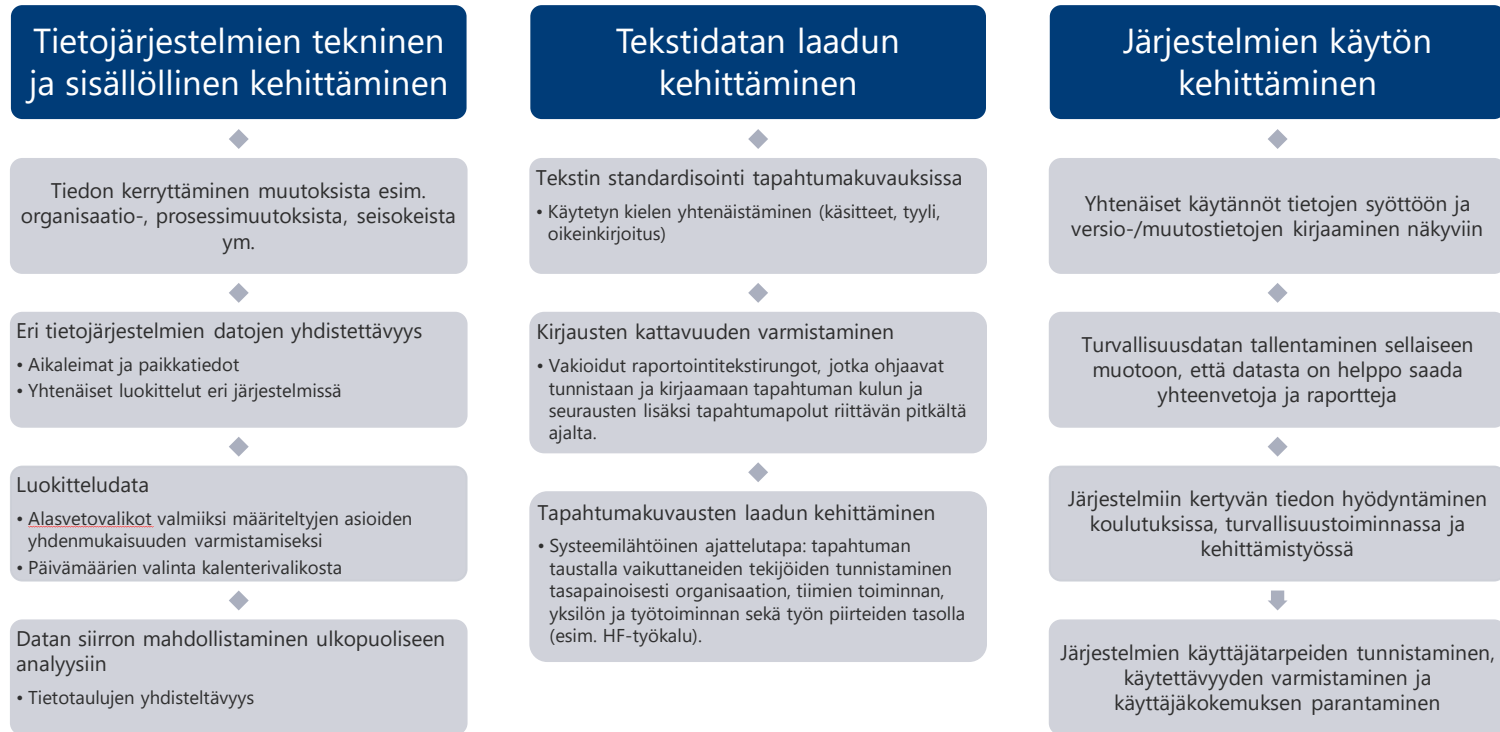 Tietojärjestelmien tekninen
ja sisällöllinen kehittäminen
Tiedon kerryttäminen muutoksista esim.
organisaatio-, prosessimuutoksista, seisokeista
ym.
Eri tietojärjestelmien datojen yhdistettävyys
• Aikaleimat ja paikkatiedot
• Yhtenäiset luokittelut eri järjestelmissä
Luokitteludata
• Alasvetovalikot valmiiksi määriteltyjen asioiden
yhdenmukaisuuden varmistamiseksi
• Päivämäärien valinta kalenterivalikosta
Datan siirron mahdollistaminen ulkopuoliseen
analyysiin
• Tietotaulujen yhdisteltävyys
Tekstidatan laadun
kehittäminen
Tekstin standardisointi tapahtumakuvauksissa
• Käytetyn kielen yhtenäistäminen (käsitteet, tyyli,
oikeinkirjoitus)
Kirjausten kattavuuden varmistaminen
• Vakioidut raportointitekstirungot, jotka ohjaavat
tunnistaan ja kirjaamaan tapahtuman kulun ja
seurausten lisäksi tapahtumapolut riittävän pitkältä
ajalta.
Tapahtumakuvausten laadun kehittäminen
• Systeemilähtöinen ajattelutapa: tapahtuman
taustalla vaikuttaneiden tekijöiden tunnistaminen
tasapainoisesti organisaation, tiimien toiminnan,
yksilön ja työtoiminnan sekä työn piirteiden tasolla
(esim. HF-työkalu).
Järjestelmien käytön
kehittäminen
Yhtenäiset käytännöt tietojen syöttöön ja
versio-/muutostietojen kirjaaminen näkyviin
Turvallisuusdatan tallentaminen sellaiseen
muotoon, että datasta on helppo saada
yhteenvetoja ja raportteja
Järjestelmiin kertyvän tiedon hyödyntäminen
koulutuksissa, turvallisuustoiminnassa ja
kehittämistyössä
Järjestelmien käyttäjätarpeiden tunnistaminen,
käytettävyyden varmistaminen ja
käyttäjäkokemuksen parantaminen